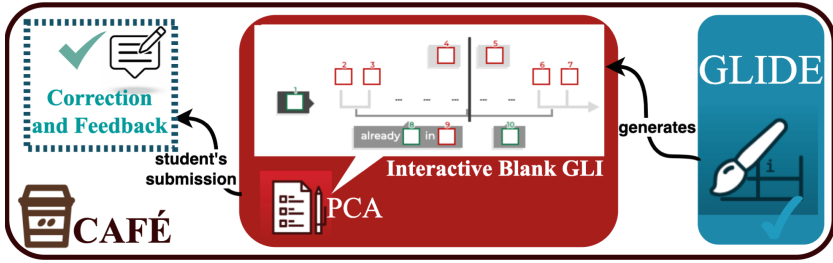 Correction
and Feedback
student's
submission
CAFÉ
1
2
3
4
5
6
7
already
8
in
9
10
Interactive Blank GLI
PCA
generates
GLIDE
i